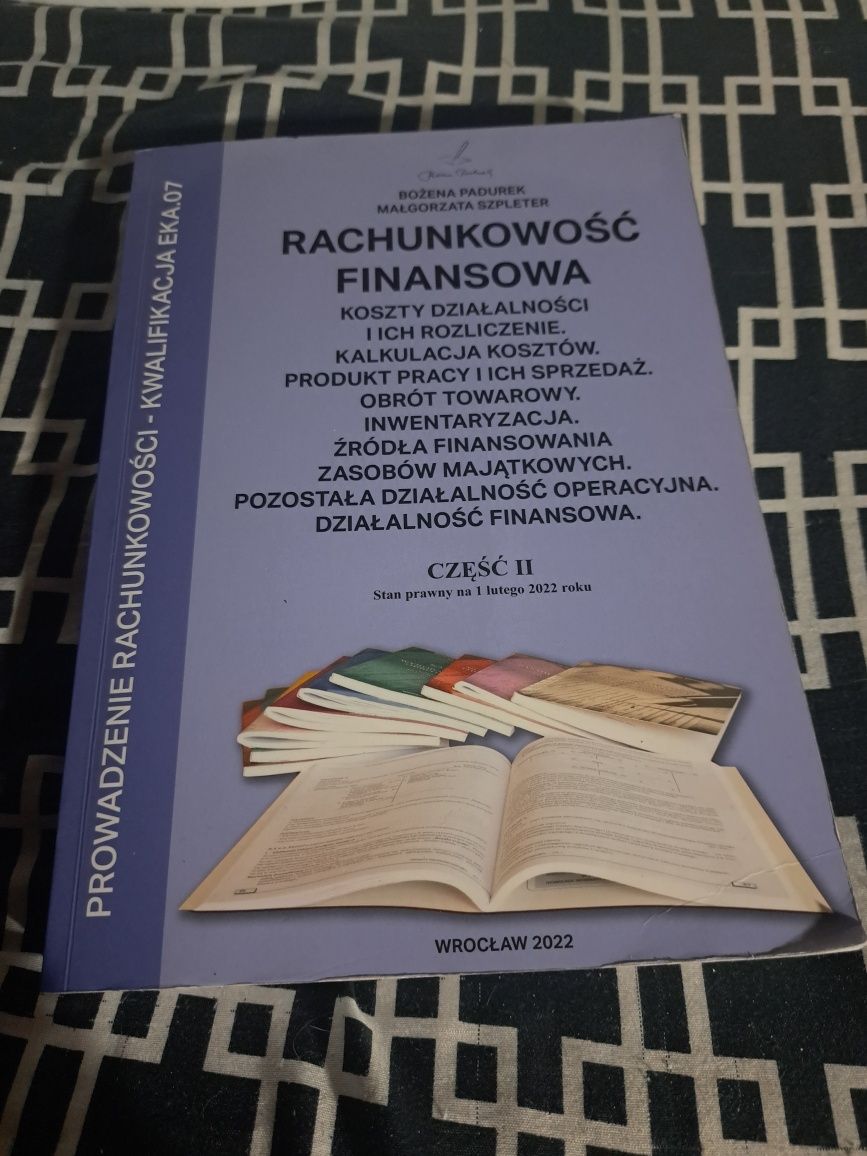 PROWADZENIE RACHUNKOWOŚCI - KWALIFIKACJA EKA.07
BOŻENA PADUREK
MAŁGORZATA SZPLETER
RACHUNKOWOŚĆ
FINANSOWA
KOSZTY DZIAŁALNOŚCI
I ICH ROZLICZENIE.
KALKULACJA KOSZTÓW.
PRODUKT PRACY I ICH SPRZEDAŻ.
OBRÓT TOWAROWY.
INWENTARYZACJA.
ŹRÓDŁA FINANSOWANIA
ZASOBÓW MAJĄTKOWYCH.
POZOSTAŁA DZIAŁALNOŚĆ OPERACYJNA.
DZIAŁALNOŚĆ FINANSOWA.
CZĘŚĆ II
Stan prawny na 1 lutego 2022 roku
WROCŁAW 2022